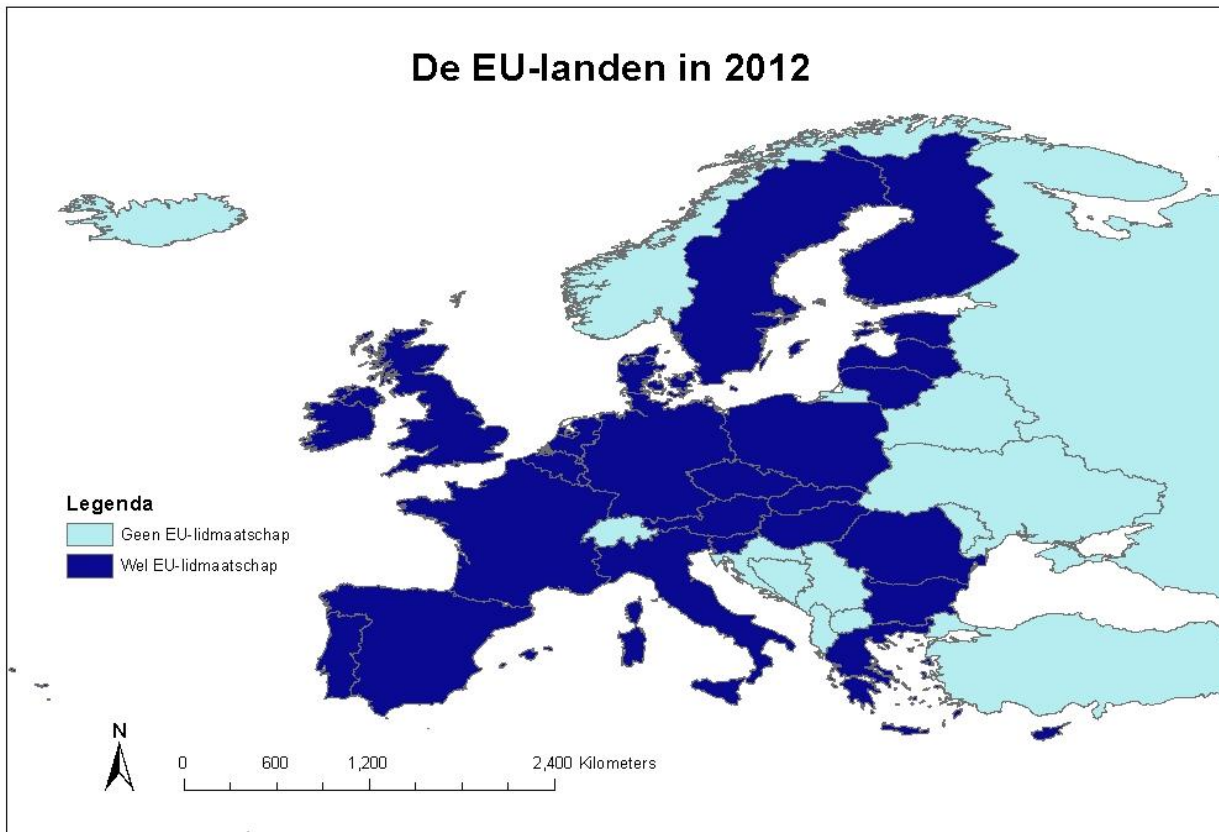 De EU-landen in 2012
Legenda
Geen EU-lidmaatschap
Wel EU-lidmaatschap
N
0 600 1,200 2,400 Kilometers